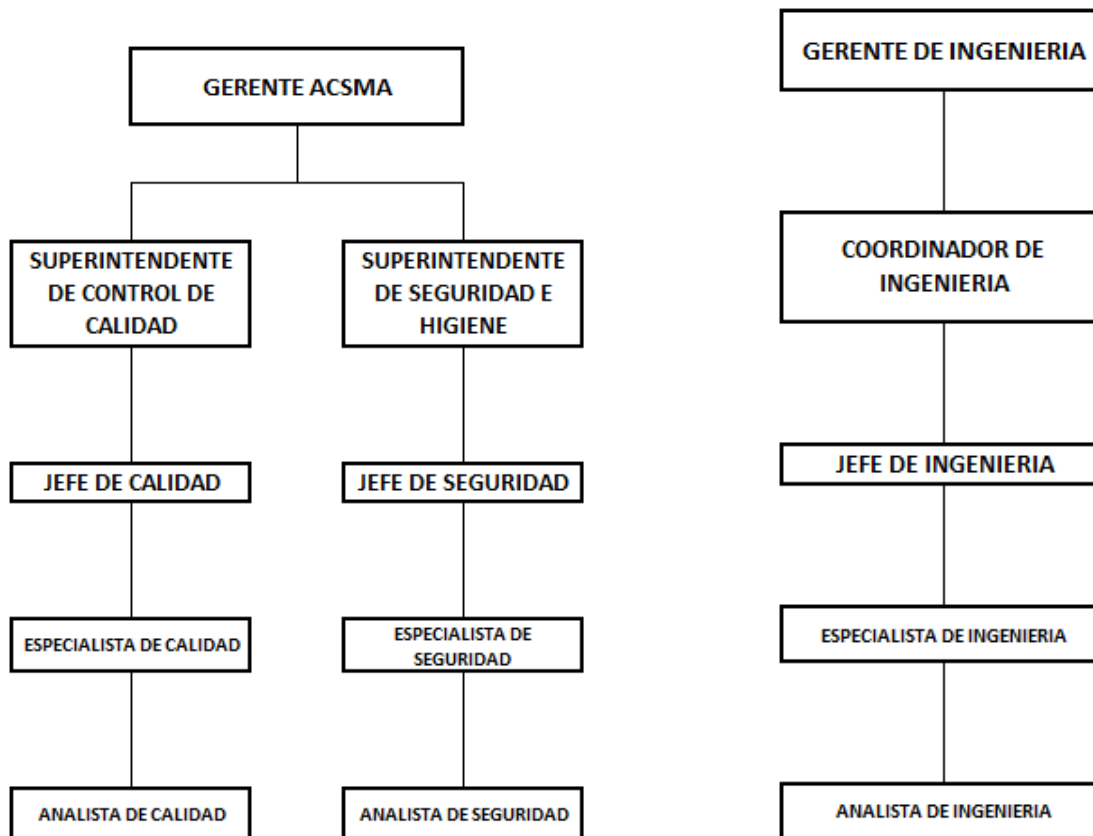 GERENTE ACSMA
SUPERINTENDENTE
DE CONTROL DE
CALIDAD
SUPERINTENDENTE
DE SEGURIDAD E
HIGIENE
JEFE DE CALIDAD
JEFE DE SEGURIDAD
ESPECIALISTA DE CALIDAD
ESPECIALISTA DE
SEGURIDAD
ANALISTA DE CALIDAD
ANALISTA DE SEGURIDAD
GERENTE DE INGENIERIA
COORDINADOR DE
INGENIERIA
JEFE DE INGENIERIA
ESPECIALISTA DE INGENIERIA
ANALISTA DE INGENIERIA